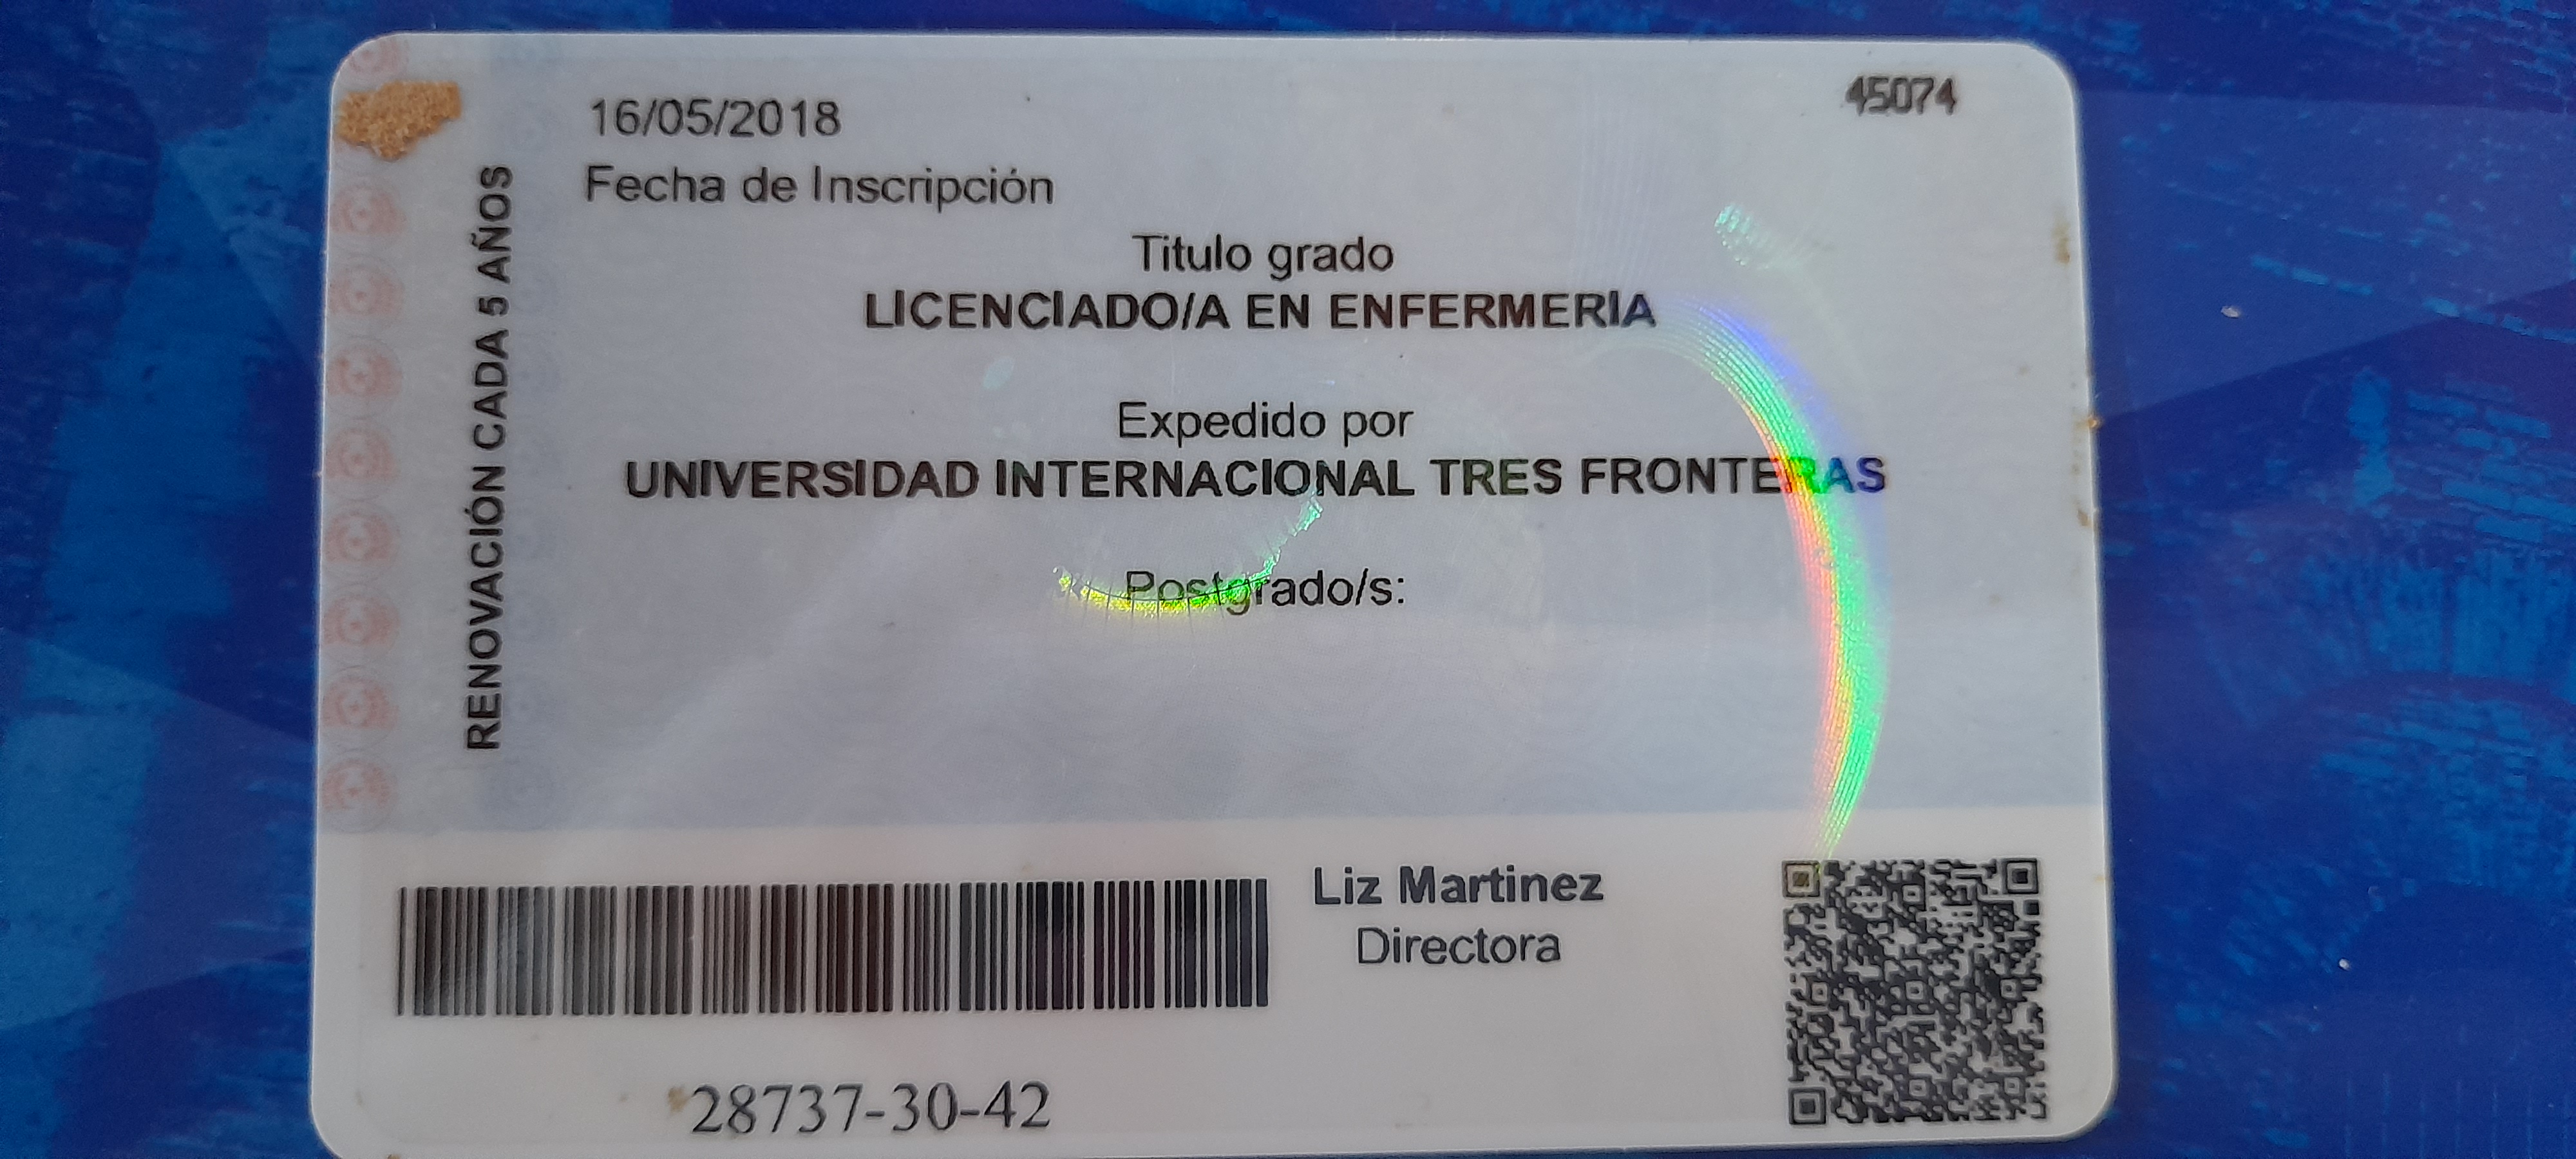 45074
16/05/2018
Fecha de Inscripción
Titulo grado
LICENCIADO/A EN ENFERMERIA
Expedido por
UNIVERSIDAD INTERNACIONAL TRES FRONTERAS
Postgrado/s:
RENOVACIÓN CADA 5 AÑOS
Liz Martinez
Directora
28737-30-42